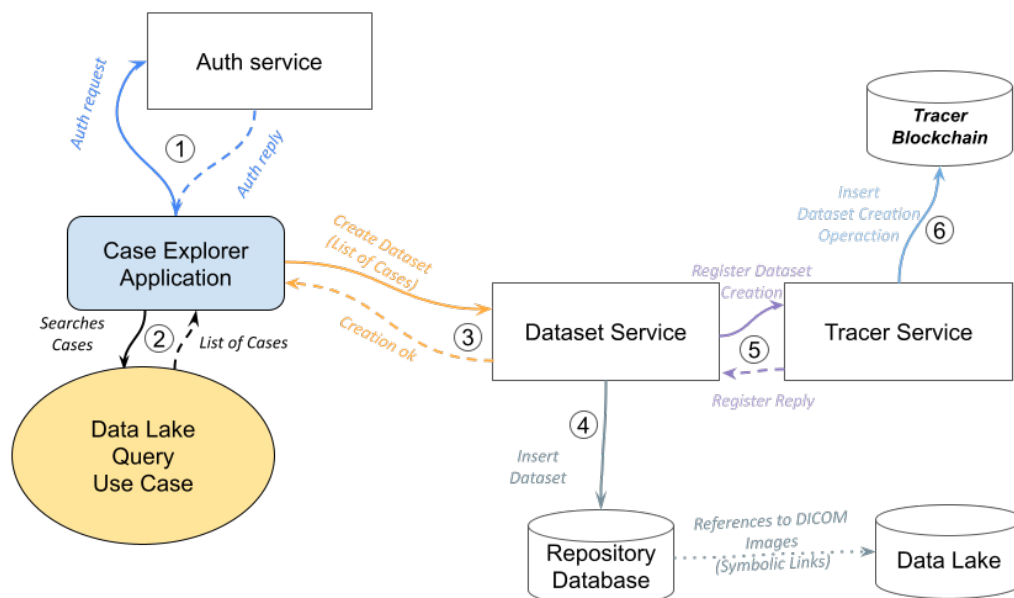 Auth service
Auth request
1
Auth reply
Tracer
Blockchain
Insert
Dataset Creation
Operaction
6
Case Explorer
Application
Create Dataset
(List of Cases)
Creation ok
3
Register Dataset
Creation
Dataset Service
5
Tracer Service
Register Reply
Searches
Cases
2
List of Cases
Data Lake
Query
Use Case
4
Insert
Dataset
Repository
Database
References to DICOM
Images
(Symbolic Links)
Data Lake